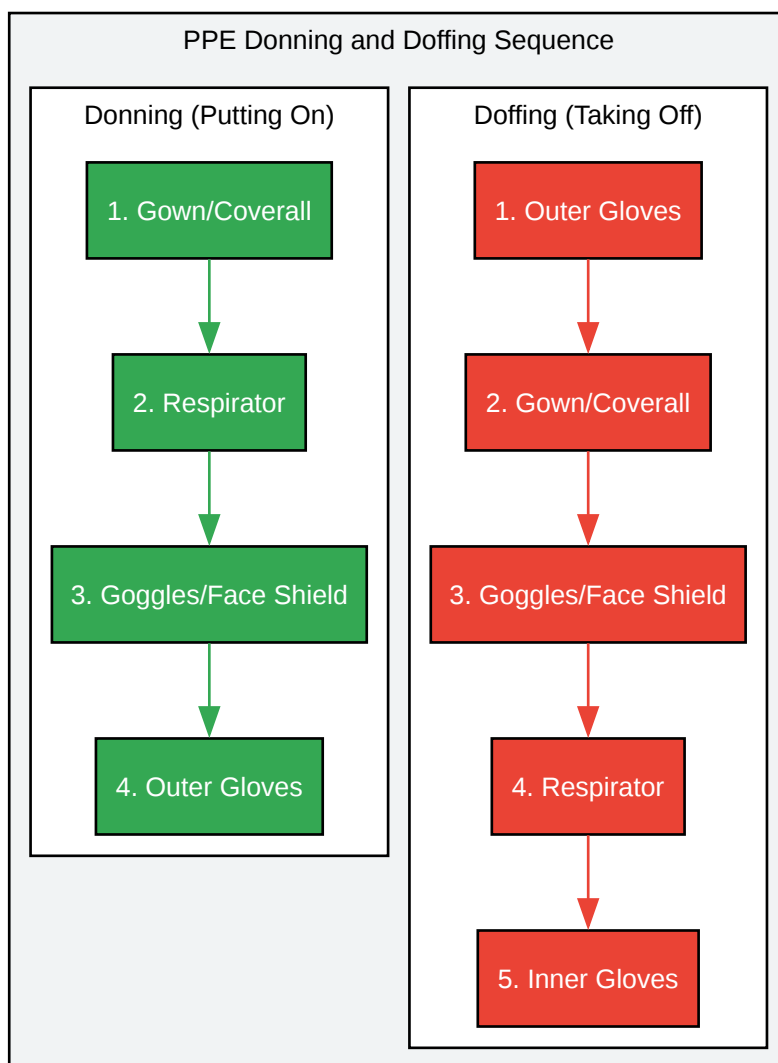 PPE Donning and Doffing Sequence
Donning (Putting On)
1. Gown/Coverall
2. Respirator
3. Goggles/Face Shield
4. Outer Gloves
Doffing (Taking Off)
1. Outer Gloves
2. Gown/Coverall
3. Goggles/Face Shield
4. Respirator
5. Inner Gloves